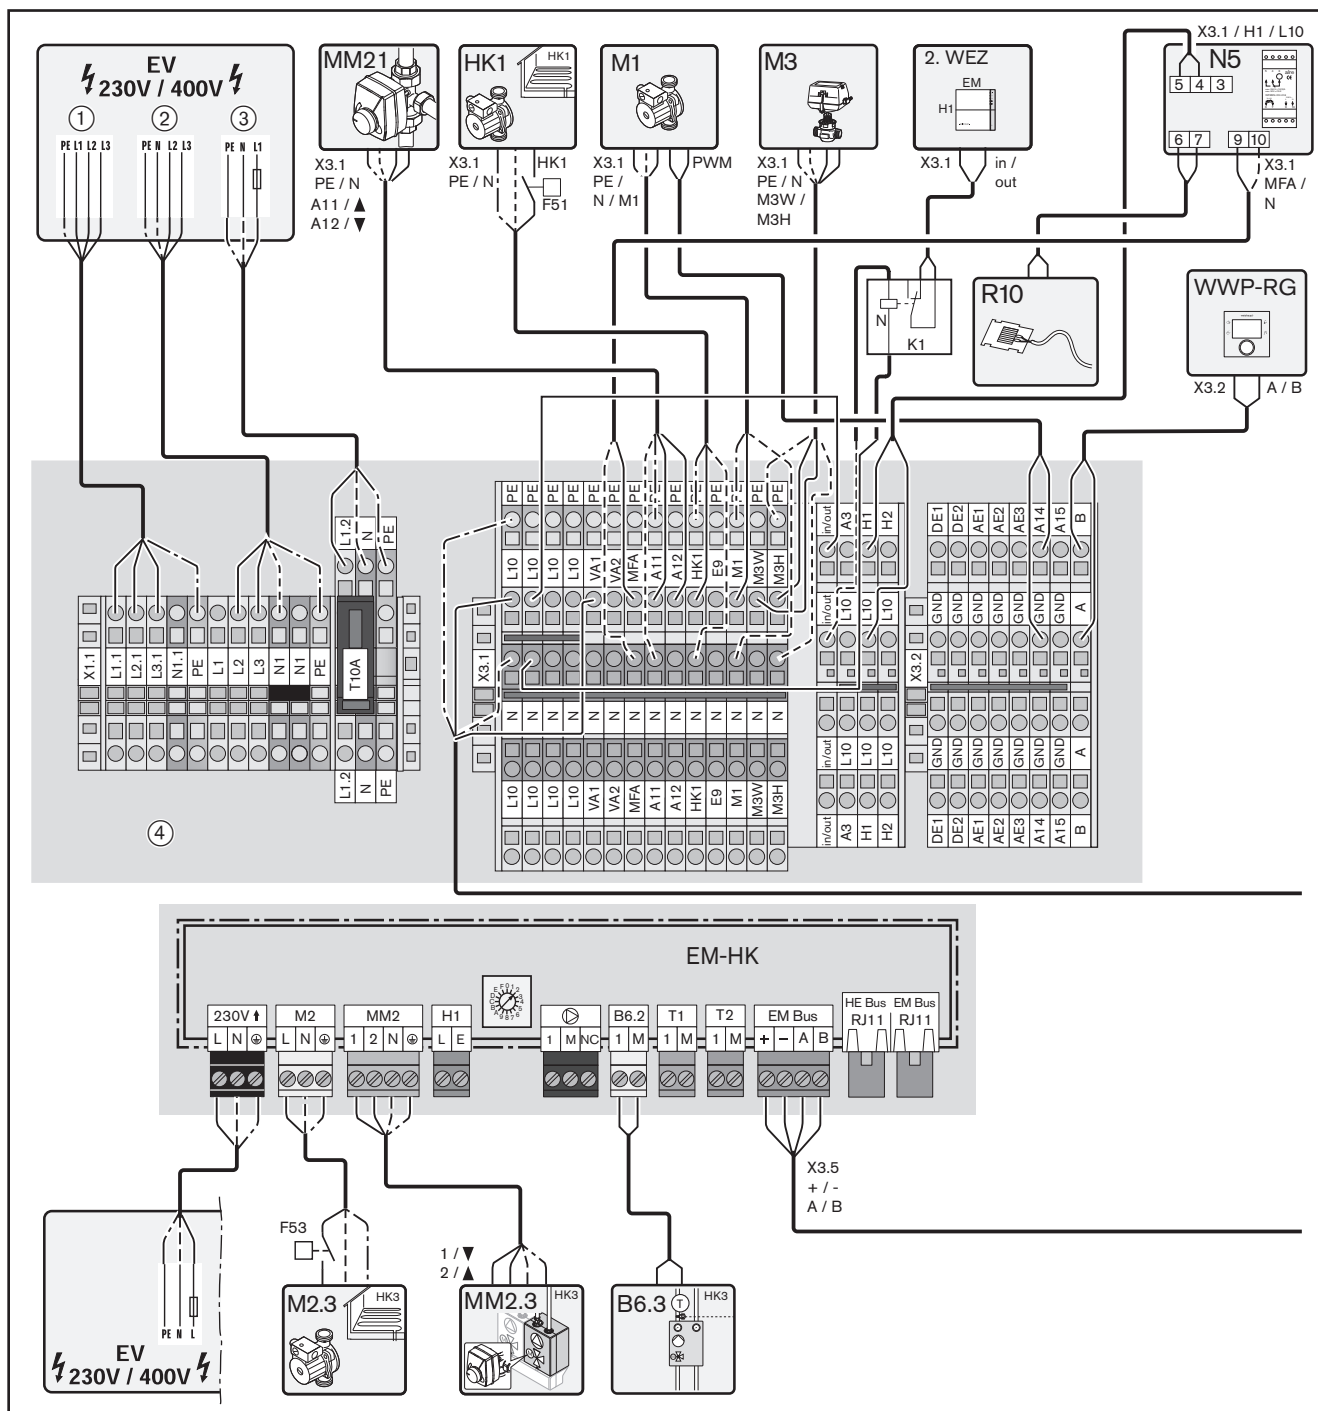 EV
230V / 400V
1
2
3
PE L1 L2 L3
PE N L2 L3
PE N L1
MM21
X3.1
PE / N
A11 / ▲
A12 / ▼
HK1
HK1
X3.1
PE / N
HK1
F51
M1
X3.1
PE /
N / M1
PWM
M3
X3.1
PE / N
M3W /
M3H
2. WEZ
EM
H1
X3.1
in /
out
X3.1 / H1 / L10
N5
5 4 3
6 7
9 10
X3.1
MFA /
N
N
K1
R10
WWP-RG
X3.2
A / B
L1.2 N PE
X1.1 L1.1 L2.1 L3.1 N1.1 PE L1 L2 L3 N1 N1 PE
T10A
L1.2 N PE
4
PE PE PE PE PE PE PE PE PE PE PE PE PE PE
L10 L10 L10 L10 VA1 VA2 MFA A11 A12 HK1 E9 M1 M3W M3H
X3.1
N N N N N N N N N N N N N N
L10 L10 L10 L10 VA1 VA2 MFA A11 A12 HK1 E9 M1 M3W M3H
in/out A3 H1 H2
in/out L10 L10 L10
in/out L10 L10 L10
in/out A3 H1 H2
DE1 DE2 AE1 AE2 AE3 A14 A15 B
GND GND GND GND GND GND GND A
X3.2
GND GND GND GND GND GND GND A
DE1 DE2 AE1 AE2 AE3 A14 A15 B
EM-HK
230V
L N
M2
L N
MM2
1 2 N
H1
L E
1 M NC
B6.2
1 M
T1
1 M
T2
1 M
EM Bus
+ − A B
HE Bus
RJ11
EM Bus
RJ11
X3.5
+ / -
A / B
PE N L
EV
230V / 400V
F53
M2.3
HK3
1 / ▼
2 / ▲
MM2.3
HK3
B6.3
T
HK3